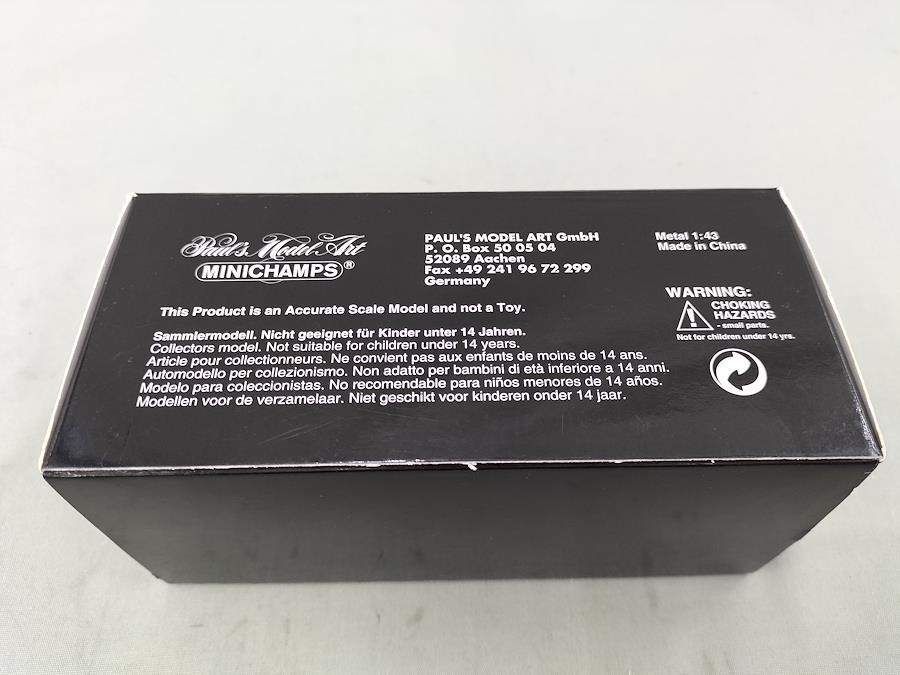 Paul's Model Art
MINICHAMPS®
PAUL'S MODEL ART GmbH
P. O. Box 50 05 04
52089 Aachen
Fax +49 241 96 72 299
Germany
Metal 1:43
Made in China
This Product is an Accurate Scale Model and not a Toy.
Sammlermodell. Nicht geeignet für Kinder unter 14 Jahren.
Collectors model. Not suitable for children under 14 years.
Article pour collectionneurs. Ne convient pas aux enfants de moins de 14 ans.
Automodello per collezionismo. Non adatto per bambini di età inferiore a 14 anni.
Modelo para coleccionistas. No recomendable para niños menores de 14 años.
Modellen voor de verzamelaar. Niet geschikt voor kinderen onder 14 jaar.
WARNING:
CHOKING
HAZARDS
- small parts.
Not for children under 14 yrs.